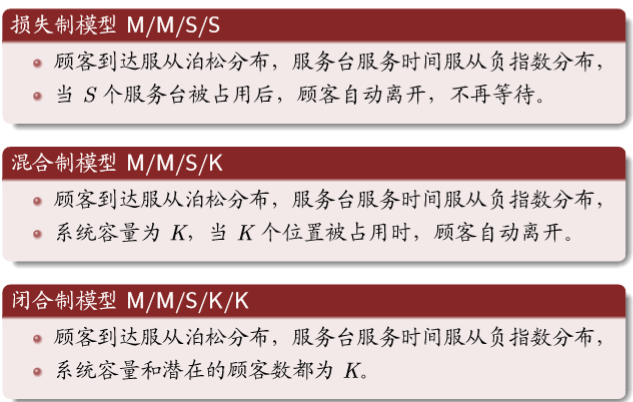 损失制模型 M/M/S/S
顾客到达服从泊松分布，服务台服务时间服从负指数分布，
当 S 个服务台被占用后，顾客自动离开，不再等待。
混合制模型 M/M/S/K
顾客到达服从泊松分布，服务台服务时间服从负指数分布，
系统容量为 K，当 K 个位置被占用时，顾客自动离开。
闭合制模型 M/M/S/K/K
顾客到达服从泊松分布，服务台服务时间服从负指数分布，
系统容量和潜在的顾客数都为 K。